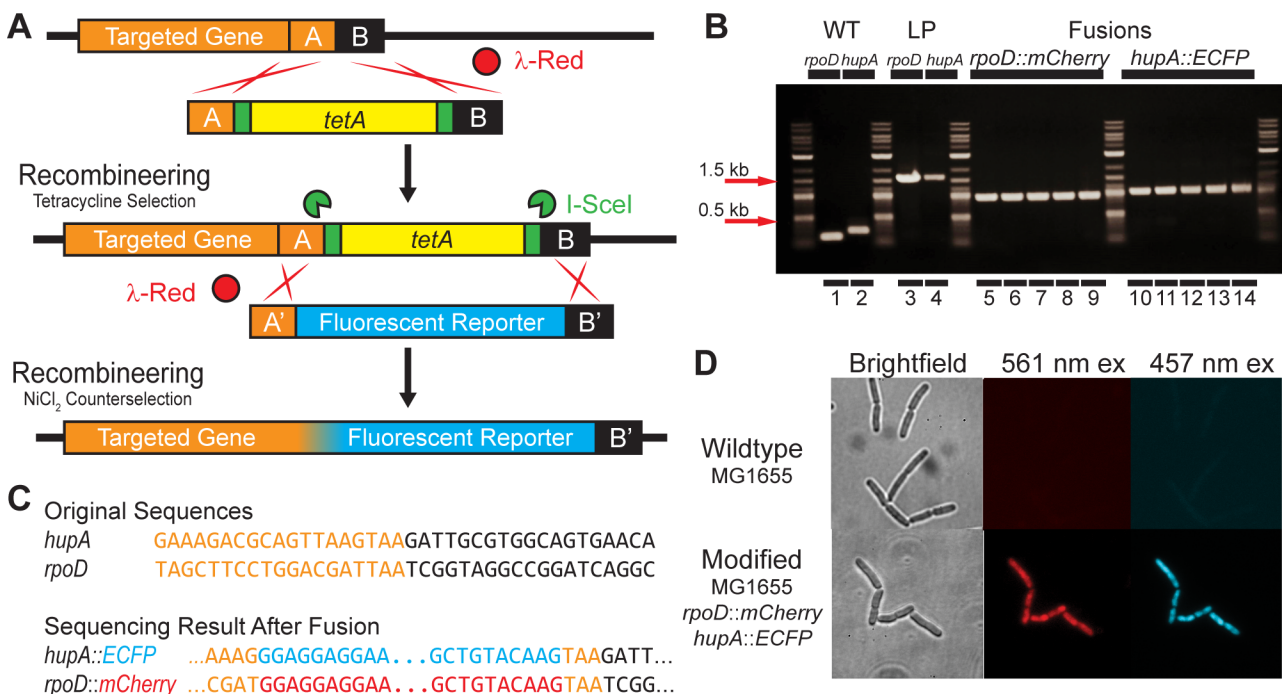 A
Targeted Gene A B
λ-Red
A tetA B
Recombineering
Tetracycline Selection
I-SceI
Targeted Gene A tetA B
λ-Red
A’ Fluorescent Reporter B’
Recombineering
NiCl2 Counterselection
Targeted Gene Fluorescent Reporter B’
B
WT LP Fusions
rpoD hupA rpoD hupA rpoD::mCherry hupA::ECFP
1.5 kb
0.5 kb
1 2 3 4 5 6 7 8 9 10 11 12 13 14
C
Original Sequences
hupA GAAAGACGCAGTTAAGTAAGATTGCGTGGCAGTGAACA
rpoD TAGCTTCCTGGACGATTAATCGGTAGGCCGGATCAGGC
Sequencing Result After Fusion
hupA::ECFP ...AAAGGGAGGAGGAA...GCTGTACAAGTAAGATT...
rpoD::mCherry ...CGATGGAGGAGGAA...GCTGTACAAGTAATCGG...
D
Brightfield 561 nm ex 457 nm ex
Wildtype
MG1655
Modified
MG1655
rpoD::mCherry
hupA::ECFP